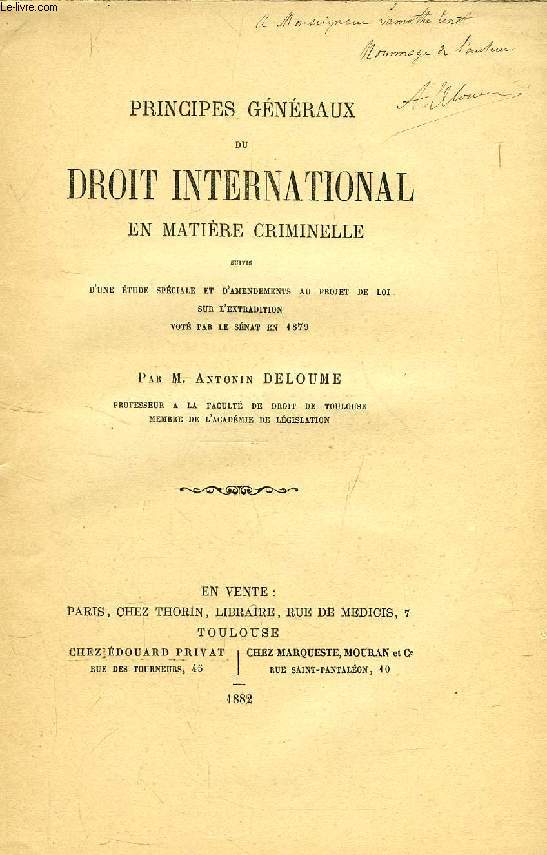 Le-livre.com
A Monseigneur
Hommage de l'auteur
PRINCIPES GÉNÉRAUX
DU
DROIT INTERNATIONAL
EN MATIÈRE CRIMINELLE
SUIVIS
D'UNE ÉTUDE SPÉCIALE ET D'AMENDEMENTS AU PROJET DE LOI
SUR L'EXTRADITION
VOTÉ PAR LE SÉNAT EN 1879
PAR M. ANTONIN DELOUME
PROFESSEUR A LA FACULTÉ DE DROIT DE TOULOUSE
MEMBRE DE L'ACADÉMIE DE LÉGISLATION
EN VENTE :
PARIS, CHEZ THORIN, LIBRAIRE, RUE DE MEDICIS, 7
TOULOUSE
CHEZ ÉDOUARD PRIVAT
RUE DES TOURNEURS, 45
CHEZ MARQUESTE, MOURAN et Cie
RUE SAINT-PANTALÉON, 10
1882